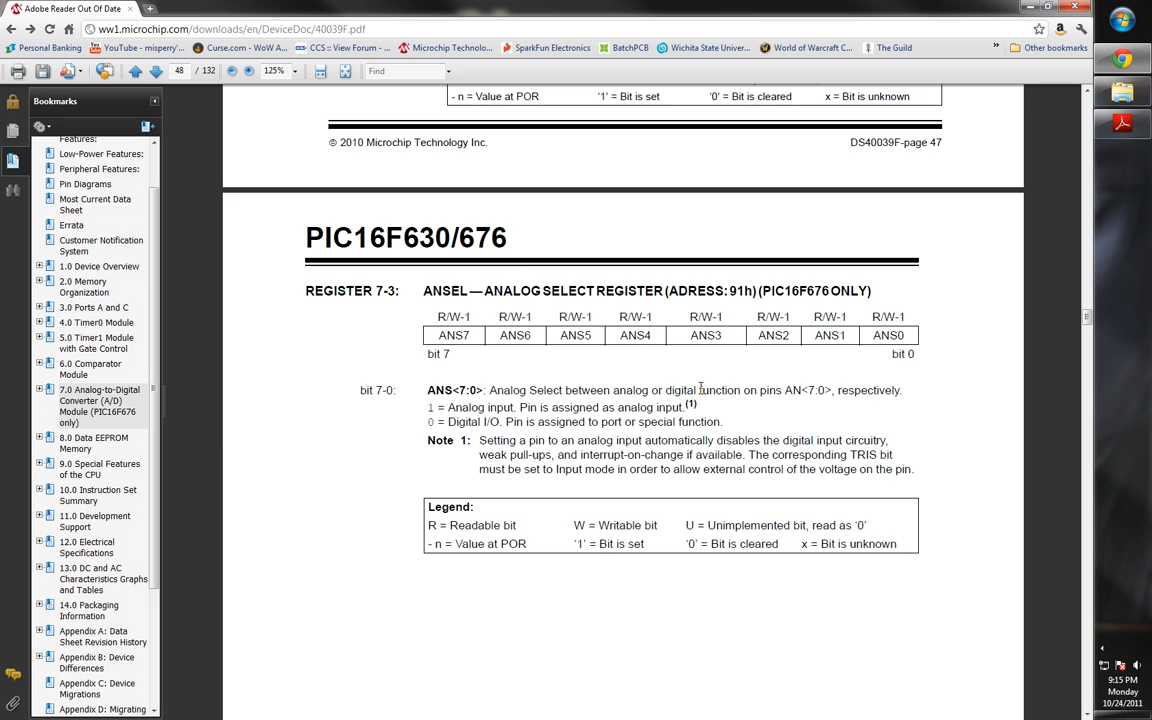 Adobe Reader Out Of Date
ww1.microchip.com/downloads/en/DeviceDoc/40039F.pdf
Personal Banking
YouTube - misperry's...
Curse.com - WoW A...
CCS :: View Forum - ...
Microchip Technolo...
SparkFun Electronics
BatchPCB
Wichita State Univer...
World of Warcraft C...
The Guild
»
Other bookmarks
48 / 132
125%
Find
Bookmarks
Features:
Low-Power Features:
Peripheral Features:
Pin Diagrams
Most Current Data
Sheet
Errata
Customer Notification
System
1.0 Device Overview
2.0 Memory
Organization
3.0 Ports A and C
4.0 Timer0 Module
5.0 Timer1 Module
with Gate Control
6.0 Comparator
Module
7.0 Analog-to-Digital
Converter (A/D)
Module (PIC16F676
only)
8.0 Data EEPROM
Memory
9.0 Special Features
of the CPU
10.0 Instruction Set
Summary
11.0 Development
Support
12.0 Electrical
Specifications
13.0 DC and AC
Characteristics Graphs
and Tables
14.0 Packaging
Information
Appendix A: Data
Sheet Revision History
Appendix B: Device
Differences
Appendix C: Device
Migrations
Appendix D: Migrating
- n = Value at POR '1' = Bit is set '0' = Bit is cleared x = Bit is unknown
© 2010 Microchip Technology Inc. DS40039F-page 47
PIC16F630/676
REGISTER 7-3: ANSEL — ANALOG SELECT REGISTER (ADRESS: 91h) (PIC16F676 ONLY)
R/W-1 R/W-1 R/W-1 R/W-1 R/W-1 R/W-1 R/W-1 R/W-1
ANS7 ANS6 ANS5 ANS4 ANS3 ANS2 ANS1 ANS0
bit 7 bit 0
bit 7-0: ANS<7:0>: Analog Select between analog or digital function on pins AN<7:0>, respectively.
1 = Analog input. Pin is assigned as analog input.(1)
0 = Digital I/O. Pin is assigned to port or special function.
Note 1: Setting a pin to an analog input automatically disables the digital input circuitry,
weak pull-ups, and interrupt-on-change if available. The corresponding TRIS bit
must be set to Input mode in order to allow external control of the voltage on the pin.
Legend:
R = Readable bit W = Writable bit U = Unimplemented bit, read as '0'
- n = Value at POR '1' = Bit is set '0' = Bit is cleared x = Bit is unknown
9:15 PM
Monday
10/24/2011